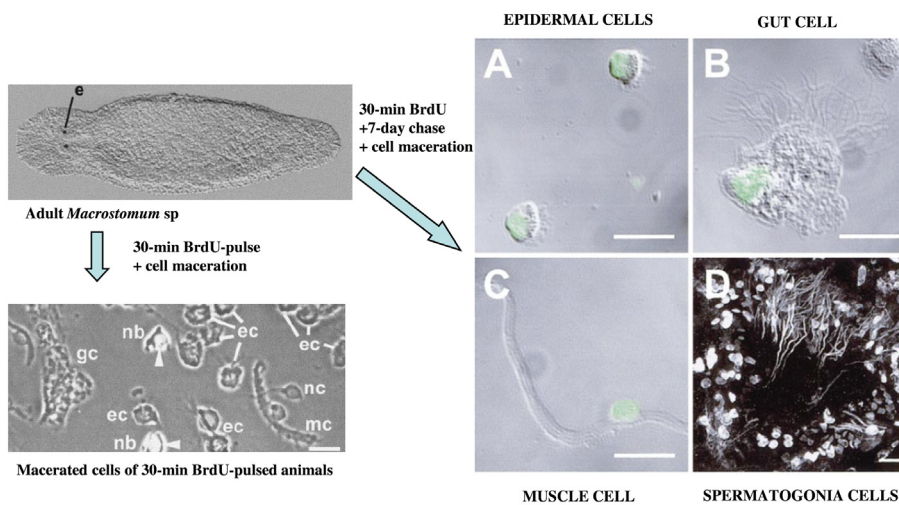 EPIDERMAL CELLS
GUT CELL
A
B
e
30-min BrdU
+7-day chase
+ cell maceration
Adult Macrostomum sp
30-min BrdU-pulse
+ cell maceration
C
D
nb
ec
ec
gc
nc
ec
ec
mc
nb
Macerated cells of 30-min BrdU-pulsed animals
MUSCLE CELL
SPERMATOGONIA CELLS